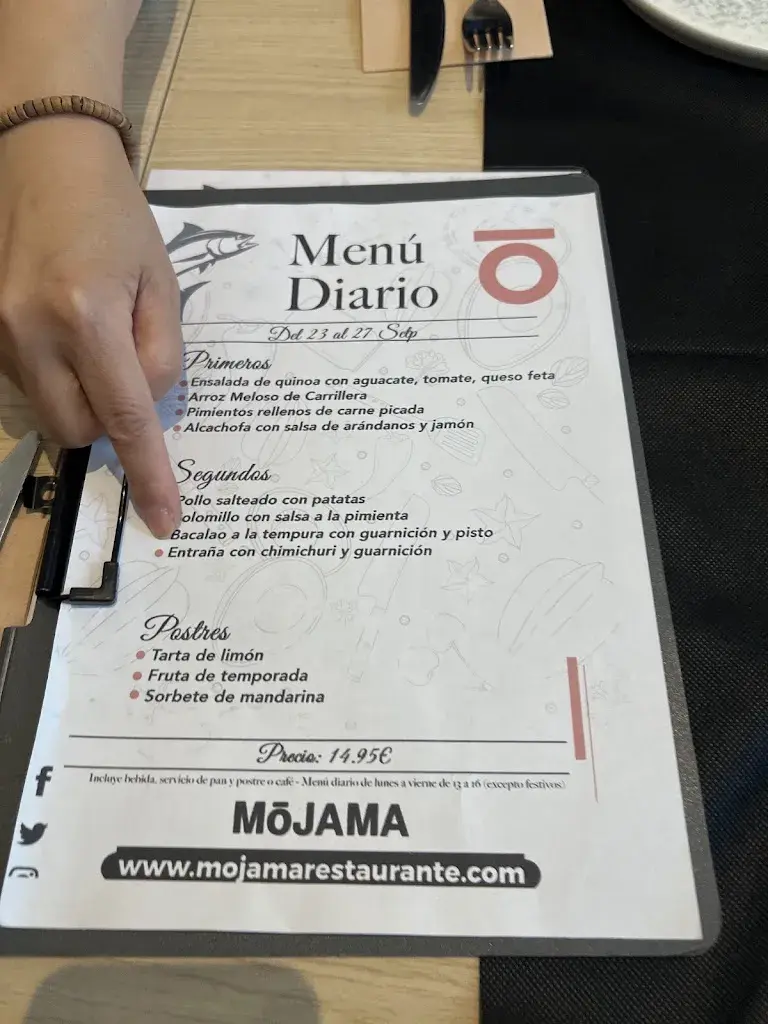 Menú
Diario
Del 23 al 27 Setp
Primeros
Ensalada de quinoa con aguacate, tomate, queso feta
Arroz Meloso de Carrillera
Pimientos rellenos de carne picada
Alcachofa con salsa de arándanos y jamón
Segundos
Pollo salteado con patatas
olomillo con salsa a la pimienta
Bacalao a la tempura con guarnición y pisto
Entraña con chimichuri y guarnición
Postres
Tarta de limón
Fruta de temporada
Sorbete de mandarina
Precio: 14.95€
Incluye bebida, servicio de pan y postre o café - Menú diario de lunes a vierne de 13 a 16 (excepto festivos)
MōJAMA
www.mojamarestaurante.com